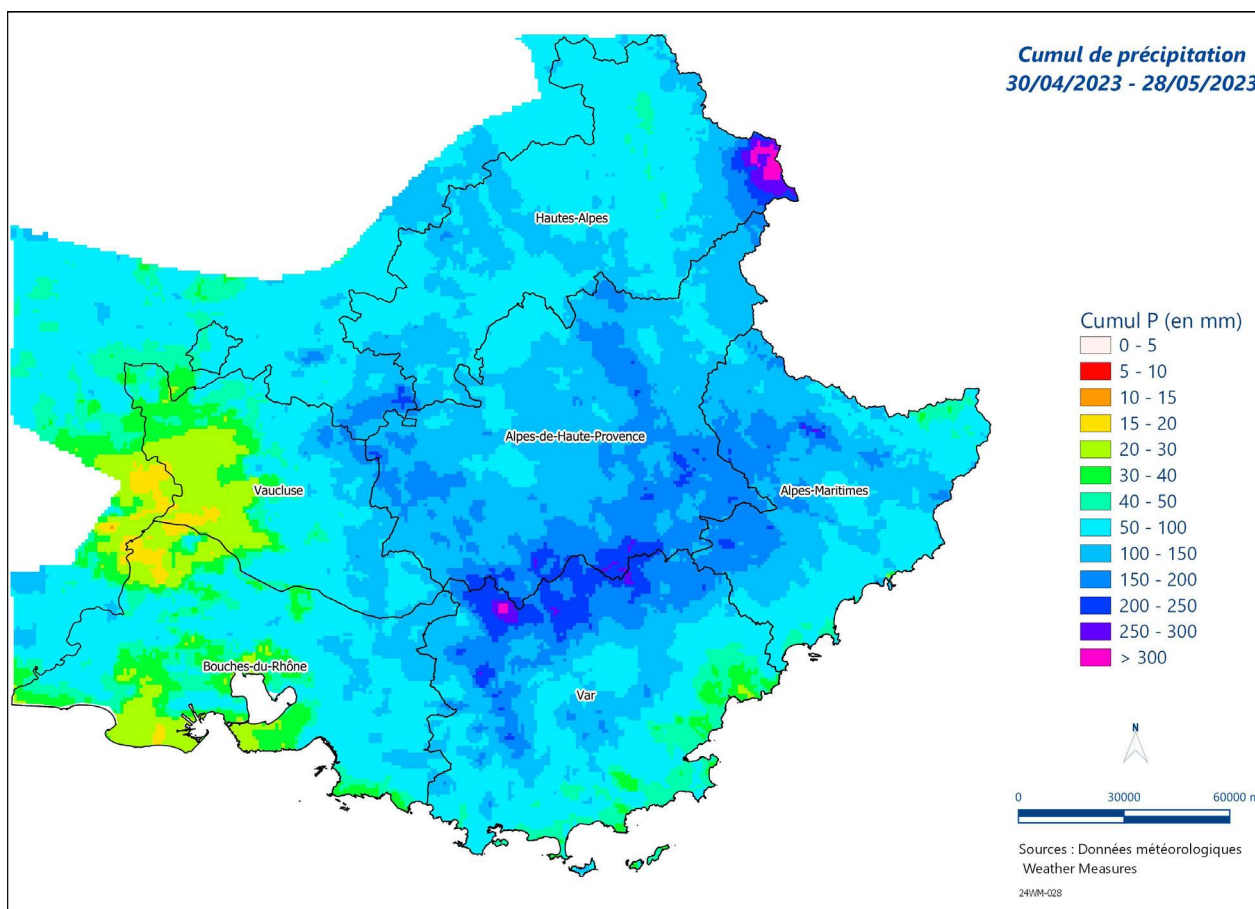 Cumul de précipitation
30/04/2023 - 28/05/2023
Hautes-Alpes
Alpes-de-Haute-Provence
Vaucluse
Alpes-Maritimes
Bouches-du-Rhône
Var
Cumul P (en mm)
0 - 5
5 - 10
10 - 15
15 - 20
20 - 30
30 - 40
40 - 50
50 - 100
100 - 150
150 - 200
200 - 250
250 - 300
> 300
N
0 30000 60000 m
Sources : Données météorologiques
Weather Measures
24WM-028